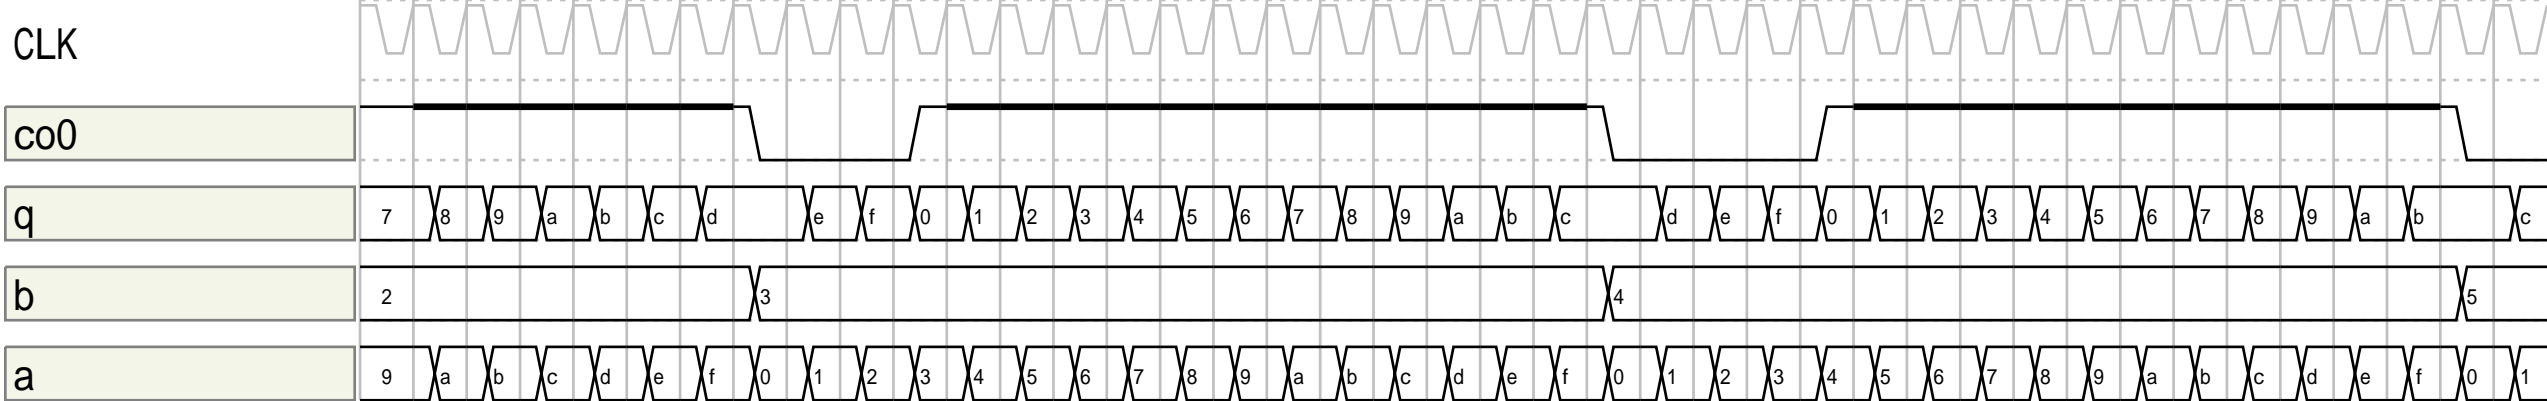 CLK
co0
q 7 8 9 a b c d e f 0 1 2 3 4 5 6 7 8 9 a b c d e f 0 1 2 3 4 5 6 7 8 9 a b c
b 2 3 4 5
a 9 a b c d e f 0 1 2 3 4 5 6 7 8 9 a b c d e f 0 1 2 3 4 5 6 7 8 9 a b c d e f 0 1